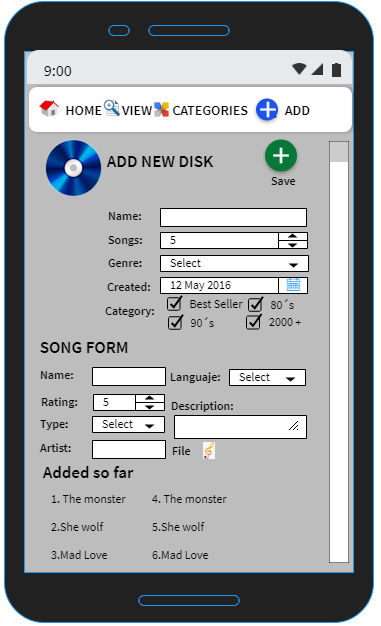 9:00
HOME VIEW CATEGORIES ADD
ADD NEW DISK
Save
Name:
Songs: 5
Genre: Select
Created: 12 May 2016
Category: Best Seller 80´s
90´s 2000 +
SONG FORM
Name: Languaje: Select
Rating: 5 Description:
Type: Select
Artist: File
Added so far
1. The monster 4. The monster
2.She wolf 5.She wolf
3.Mad Love 6.Mad Love